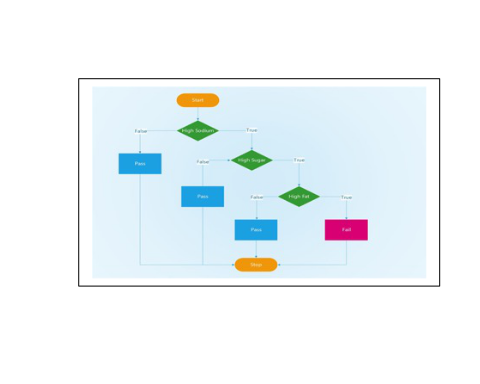 Start
High Sodium
False
True
High Sugar
Pass
False
True
High Fat
Pass
False
True
Pass
Fail
Stop